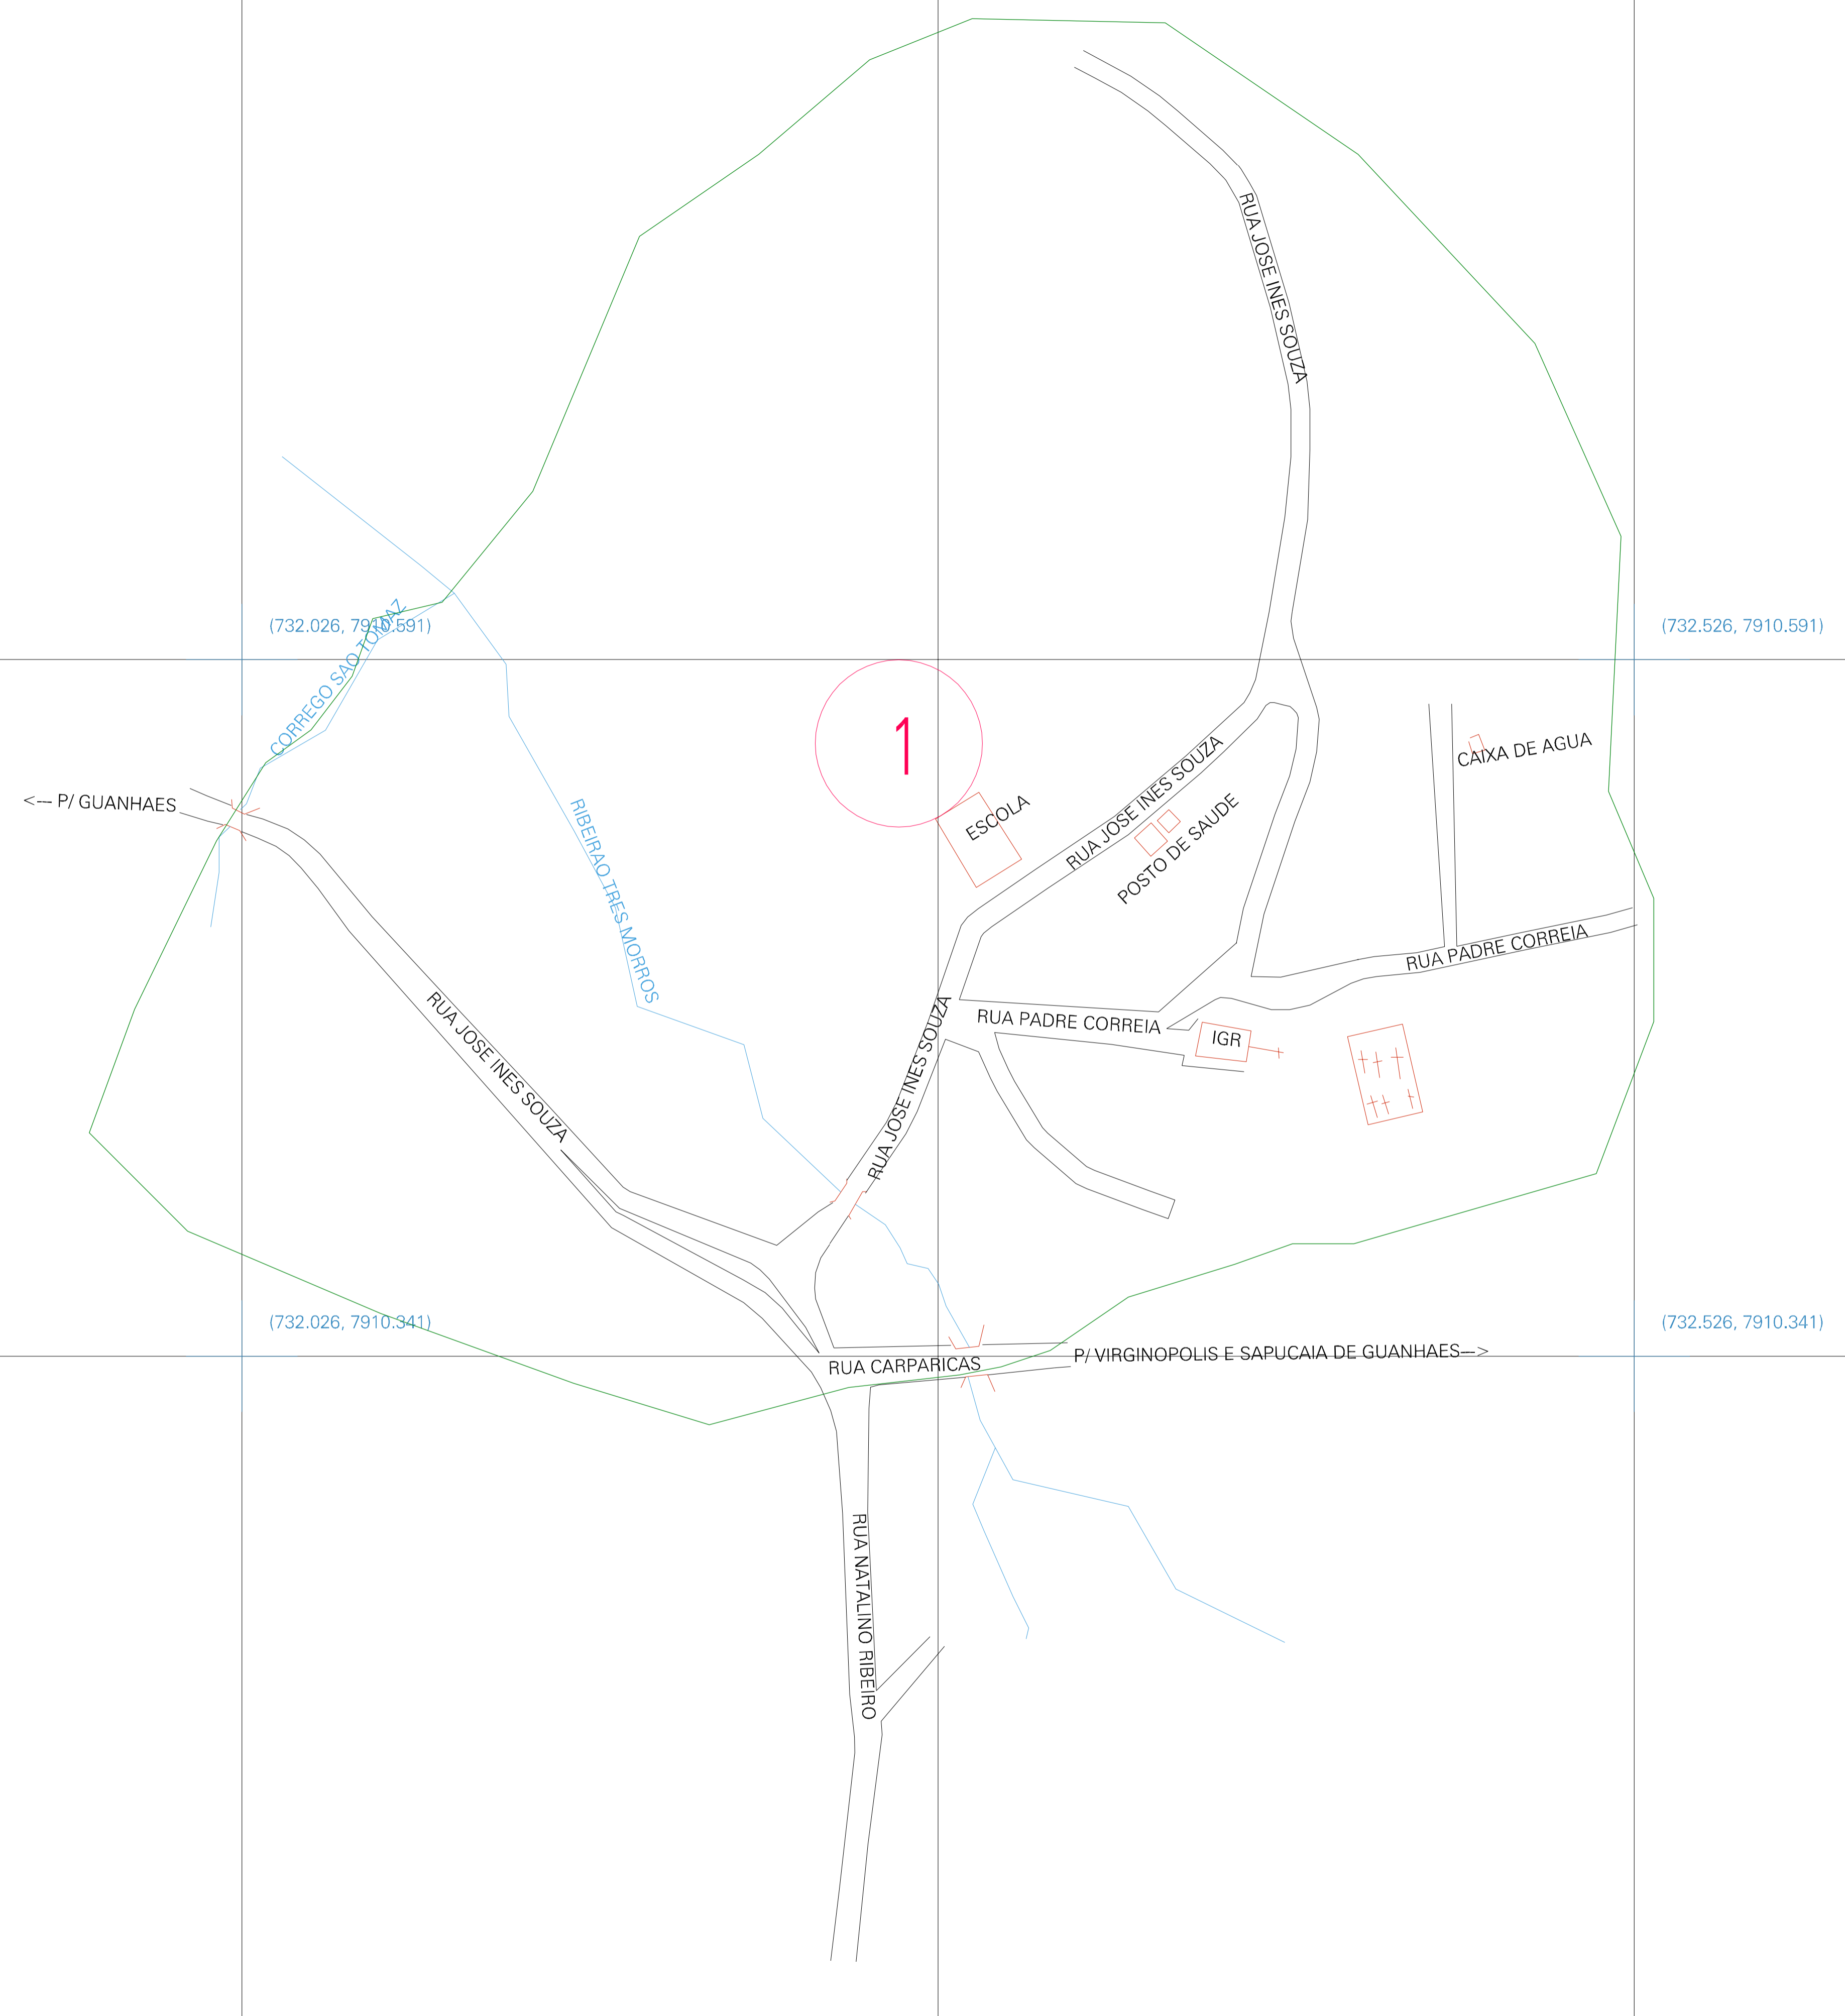 RUA JOSE INES SOUZA
(732.026, 7910.591)
(732.526, 7910.591)
CORREGO SAO TOMAZ
1
CAIXA DE AGUA
<--- P/ GUANHAES
ESCOLA
RUA JOSE INES SOUZA
POSTO DE SAUDE
RIBEIRAO TRES MORROS
RUA PADRE CORREIA
RUA PADRE CORREIA
IGR
RUA JOSE INES SOUZA
RUA JOSE INES SOUZA
(732.026, 7910.341)
(732.526, 7910.341)
RUA CARPARICAS
P/ VIRGINOPOLIS E SAPUCAIA DE GUANHAES--->
RUA NATALINO RIBEIRO